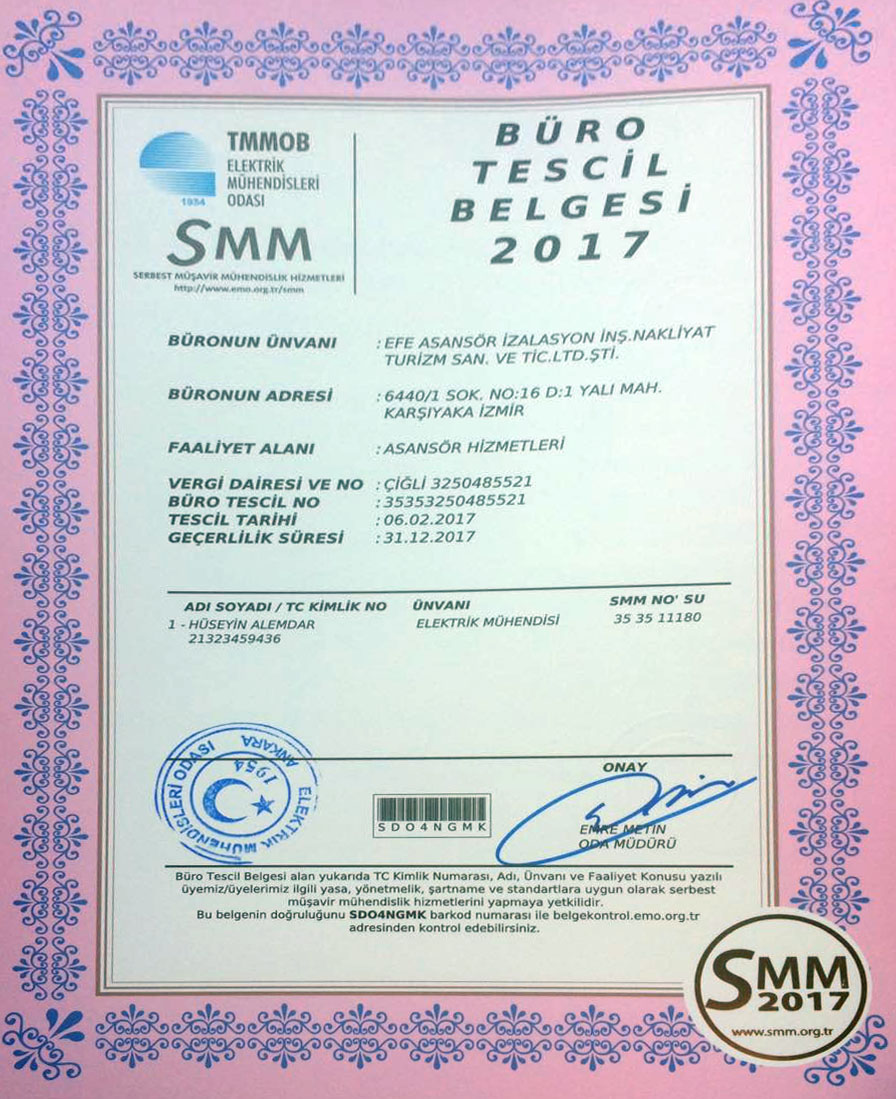 TMMOB
ELEKTRİK
MÜHENDİSLERİ
ODASI
1954
SMM
SERBEST MÜŞAVİR MÜHENDİSLİK HİZMETLERİ
http://www.emo.org.tr/smm
BÜRO
TESCİL
BELGESİ
2017
BÜRONUN ÜNVANI : EFE ASANSÖR İZALASYON İNŞ.NAKLİYAT
TURİZM SAN. VE TİC.LTD.ŞTİ.
BÜRONUN ADRESİ : 6440/1 SOK. NO:16 D:1 YALI MAH.
KARŞIYAKA İZMİR
FAALİYET ALANI : ASANSÖR HİZMETLERİ
VERGİ DAİRESİ VE NO : ÇİĞLİ 3250485521
BÜRO TESCİL NO : 35353250485521
TESCİL TARİHİ : 06.02.2017
GEÇERLİLİK SÜRESİ : 31.12.2017
ADI SOYADI / TC KİMLİK NO ÜNVANI SMM NO' SU
1 - HÜSEYİN ALEMDAR ELEKTRİK MÜHENDİSİ 35 35 11180
21323459436
ELEKTRİK MÜHENDİSLERİ ODASI
ANKARA
1954
SDO4NGMK
ONAY
EMRE METİN
ODA MÜDÜRÜ
Büro Tescil Belgesi alan yukarıda TC Kimlik Numarası, Adı, Ünvanı ve Faaliyet Konusu yazılı
üyemiz/üyelerimiz ilgili yasa, yönetmelik, şartname ve standartlara uygun olarak serbest
müşavir mühendislik hizmetlerini yapmaya yetkilidir.
Bu belgenin doğruluğunu SDO4NGMK barkod numarası ile belgekontrol.emo.org.tr
adresinden kontrol edebilirsiniz.
SMM
2017
www.smm.org.tr